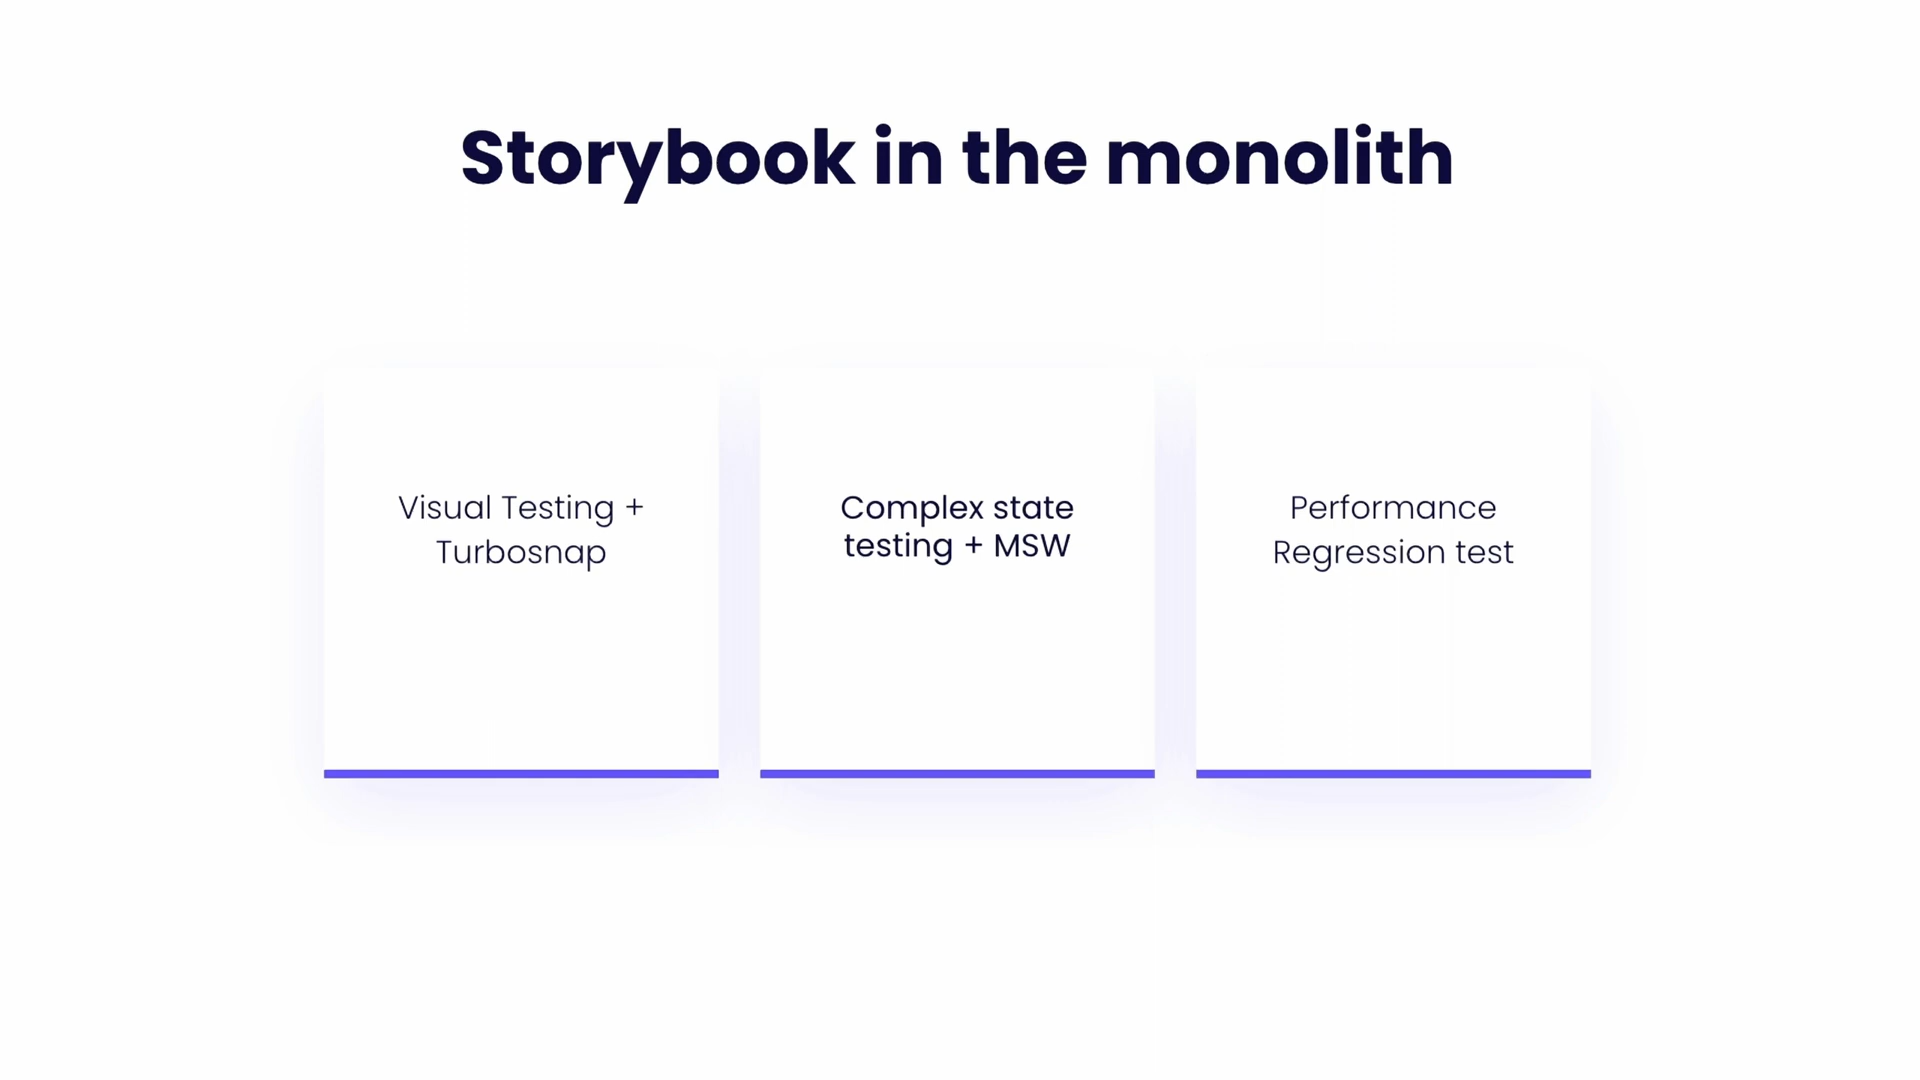 Storybook in the monolith
Visual Testing +
Turbosnap
Complex state
testing + MSW
Performance
Regression test